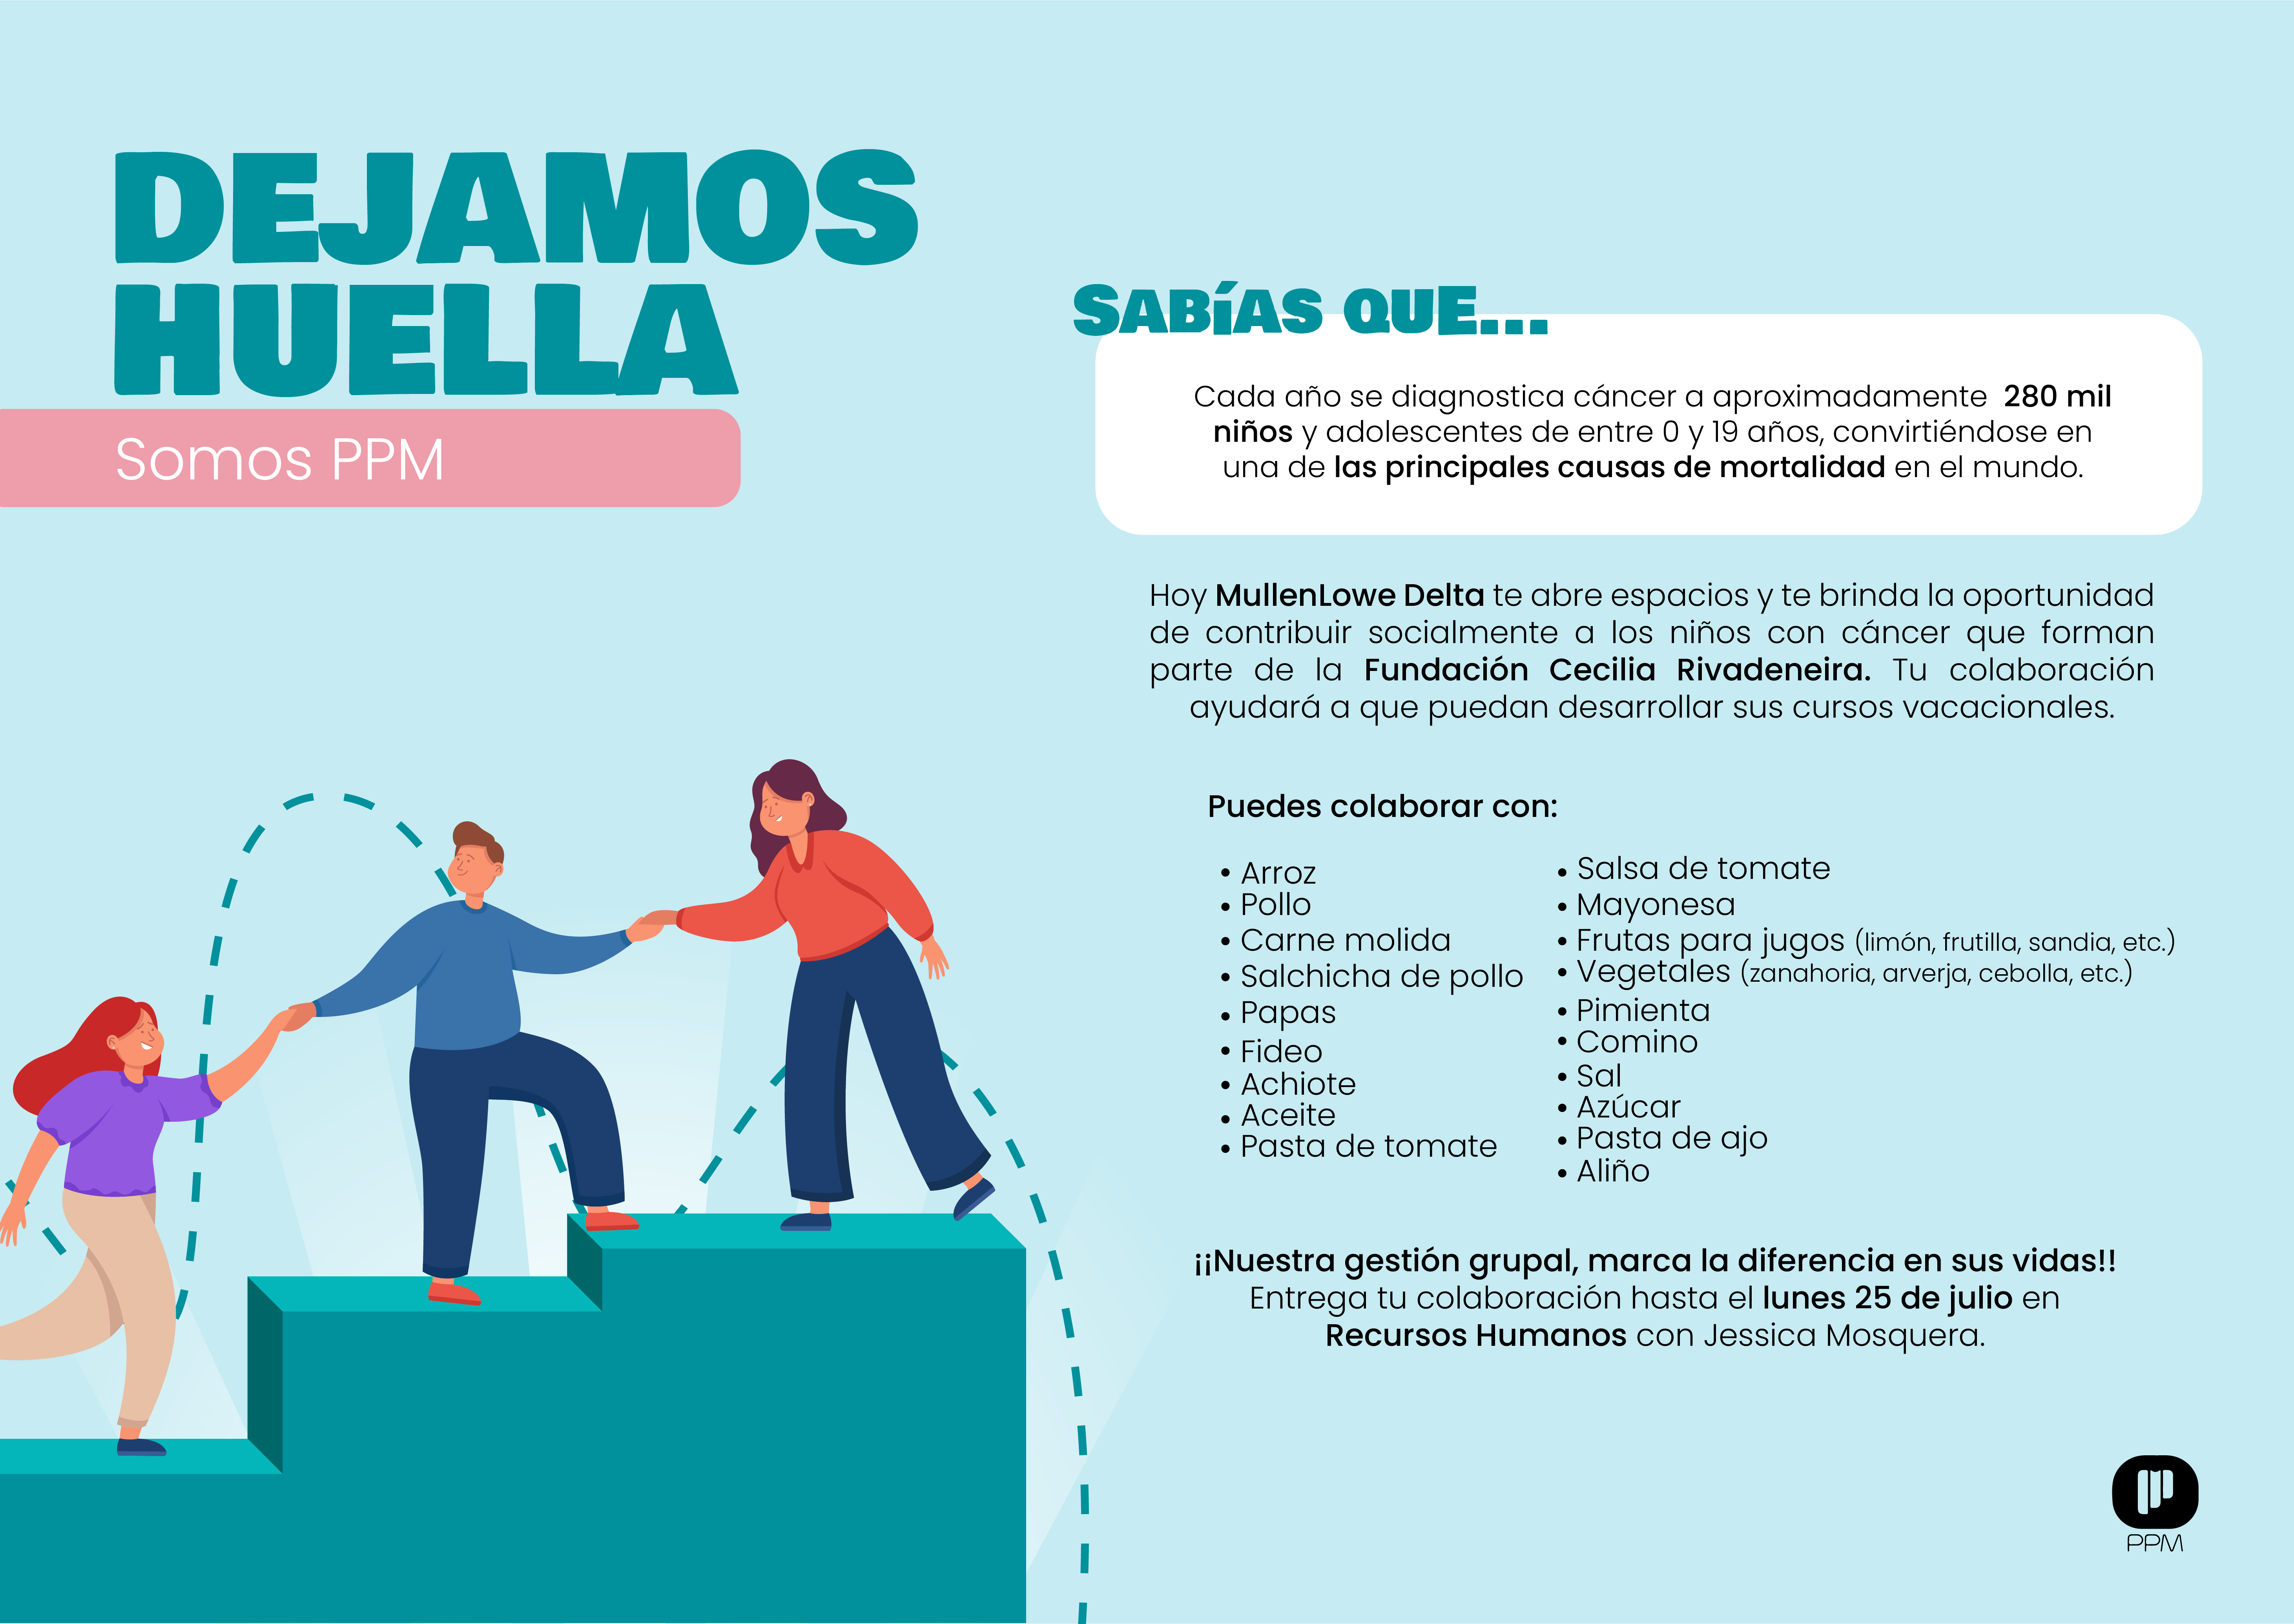 DEJAMOS
HUELLA
Somos PPM
SABÍAS QUE...
Cada año se diagnostica cáncer a aproximadamente 280 mil
niños y adolescentes de entre 0 y 19 años, convirtiéndose en
una de las principales causas de mortalidad en el mundo.
Hoy MullenLowe Delta te abre espacios y te brinda la oportunidad
de contribuir socialmente a los niños con cáncer que forman
parte de la Fundación Cecilia Rivadeneira. Tu colaboración
ayudará a que puedan desarrollar sus cursos vacacionales.
Puedes colaborar con:
• Arroz
• Pollo
• Carne molida
• Salchicha de pollo
• Papas
• Fideo
• Achiote
• Aceite
• Pasta de tomate
• Salsa de tomate
• Mayonesa
• Frutas para jugos (limón, frutilla, sandia, etc.)
• Vegetales (zanahoria, arverja, cebolla, etc.)
• Pimienta
• Comino
• Sal
• Azúcar
• Pasta de ajo
• Aliño
¡¡Nuestra gestión grupal, marca la diferencia en sus vidas!!
Entrega tu colaboración hasta el lunes 25 de julio en
Recursos Humanos con Jessica Mosquera.
PPM